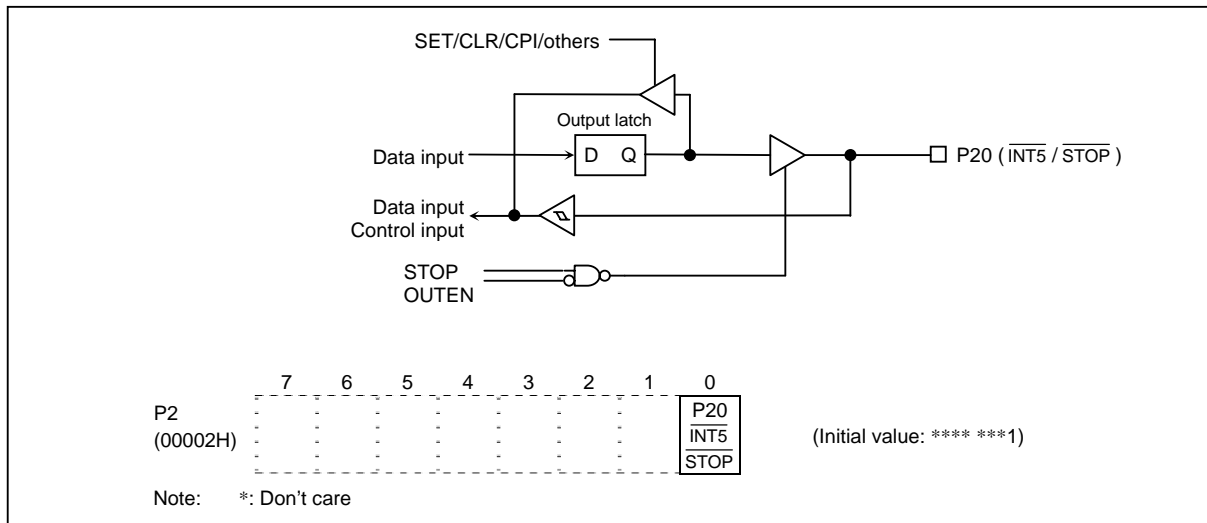 SET/CLR/CPI/others
Output latch
Data input
D Q
P20 ( INT5 / STOP )
Data input
Control input
STOP
OUTEN
7 6 5 4 3 2 1 0
P2
(00002H)
P20
INT5
STOP
(Initial value: **** ***1)
Note: *: Don't care